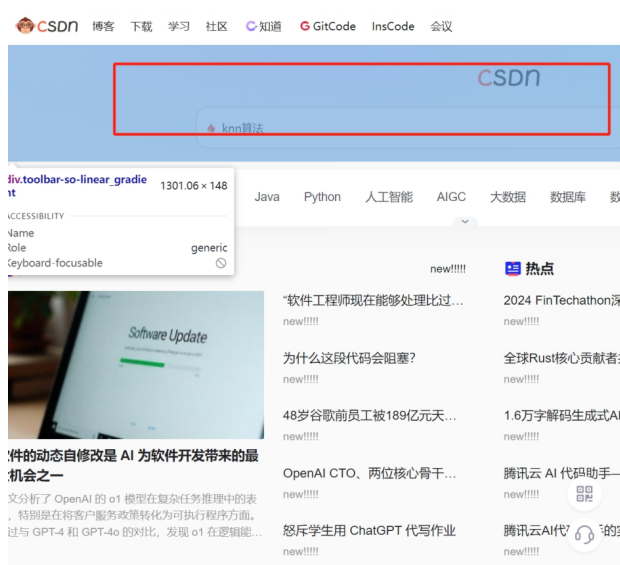 CSDN 博客 下载 学习 社区 C知道 GitCode InsCode 会议
CSDN
knn算法
div.toolbar-so-linear_gradie
nt
1301.06 × 148
ACCESSIBILITY
Name
Role generic
Keyboard-focusable
Java Python 人工智能 AIGC 大数据 数据库 数
new!!!!!
Software Update
件的动态自修改是 AI 为软件开发带来的最
机会之一
文分析了 OpenAI 的 o1 模型在复杂任务推理中的表
，特别是在将客户服务政策转化为可执行程序方面。
过与 GPT-4 和 GPT-4o 的对比，发现 o1 在逻辑能...
“软件工程师现在能够处理比过...
new!!!!!
为什么这段代码会阻塞？
new!!!!!
48岁谷歌前员工被189亿元天...
new!!!!!
OpenAI CTO、两位核心骨干...
new!!!!!
怒斥学生用 ChatGPT 代写作业
new!!!!!
热点
2024 FinTechathon深
new!!!!!
全球Rust核心贡献者
new!!!!!
1.6万字解码生成式AI
new!!!!!
腾讯云 AI 代码助手—
new!!!!!
腾讯云AI代
new!!!!!